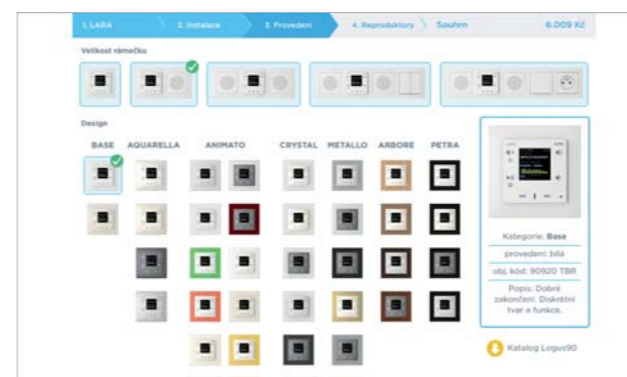 1. LARA 2. Instalace 3. Provedení 4. Reproduktory Souhrn 6.009 Kč
Velikost rámečku
Design
BASE AQUARELLA ANIMATO CRYSTAL METALLO ARBORE PETRA
Kategorie: Base
provedení: bílá
obj. kód: 90920 TBR
Popis: Dobré
zakončení. Diskrétní
tvar a funkce.
Katalog Logus90